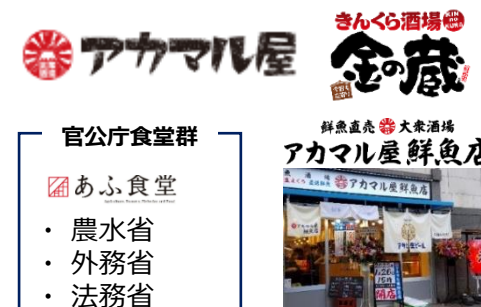 アカマル屋
きんくら酒場
金の蔵
鮮魚直売 大衆酒場
アカマル屋鮮魚店
アカマル屋鮮魚店
官公庁食堂群
あふ食堂
・ 農水省
・ 外務省
・ 法務省